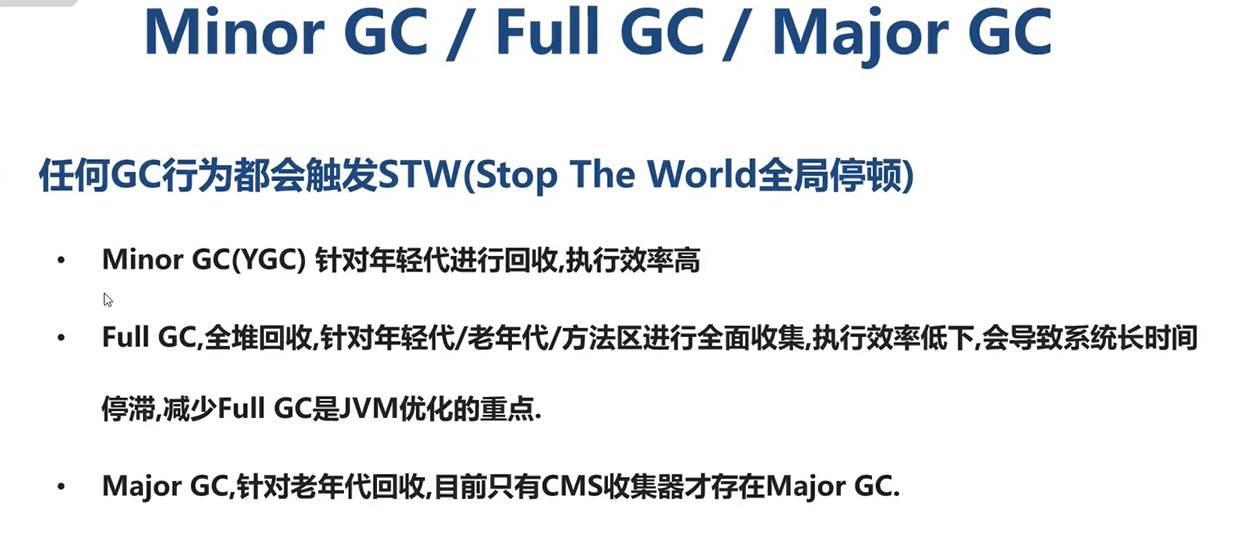 Minor GC / Full GC / Major GC
任何GC行为都会触发STW(Stop The World全局停顿)
• Minor GC(YGC) 针对年轻代进行回收,执行效率高
• Full GC,全堆回收,针对年轻代/老年代/方法区进行全面收集,执行效率低下,会导致系统长时间
停滞,减少Full GC是JVM优化的重点.
• Major GC,针对老年代回收,目前只有CMS收集器才存在Major GC.